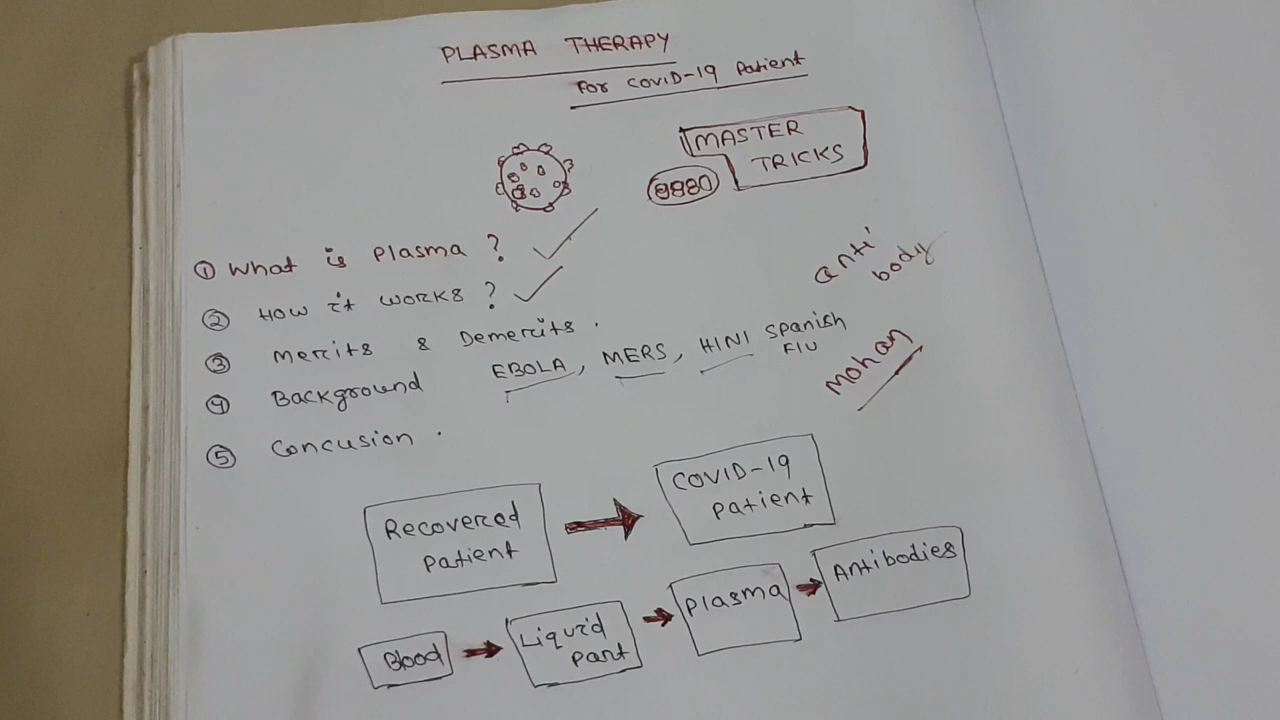 PLASMA THERAPY
For COVID-19 Patient
MASTER
TRICKS
8880
① What is Plasma ?
② How it works ?
③ Merits & Demerits.
④ Background EBOLA, MERS, H1N1 Spanish
Flu
⑤ Concusion.
anti
body
Mohan
Recovered
Patient
COVID-19
Patient
Blood
Liquid
Part
Plasma
Antibodies